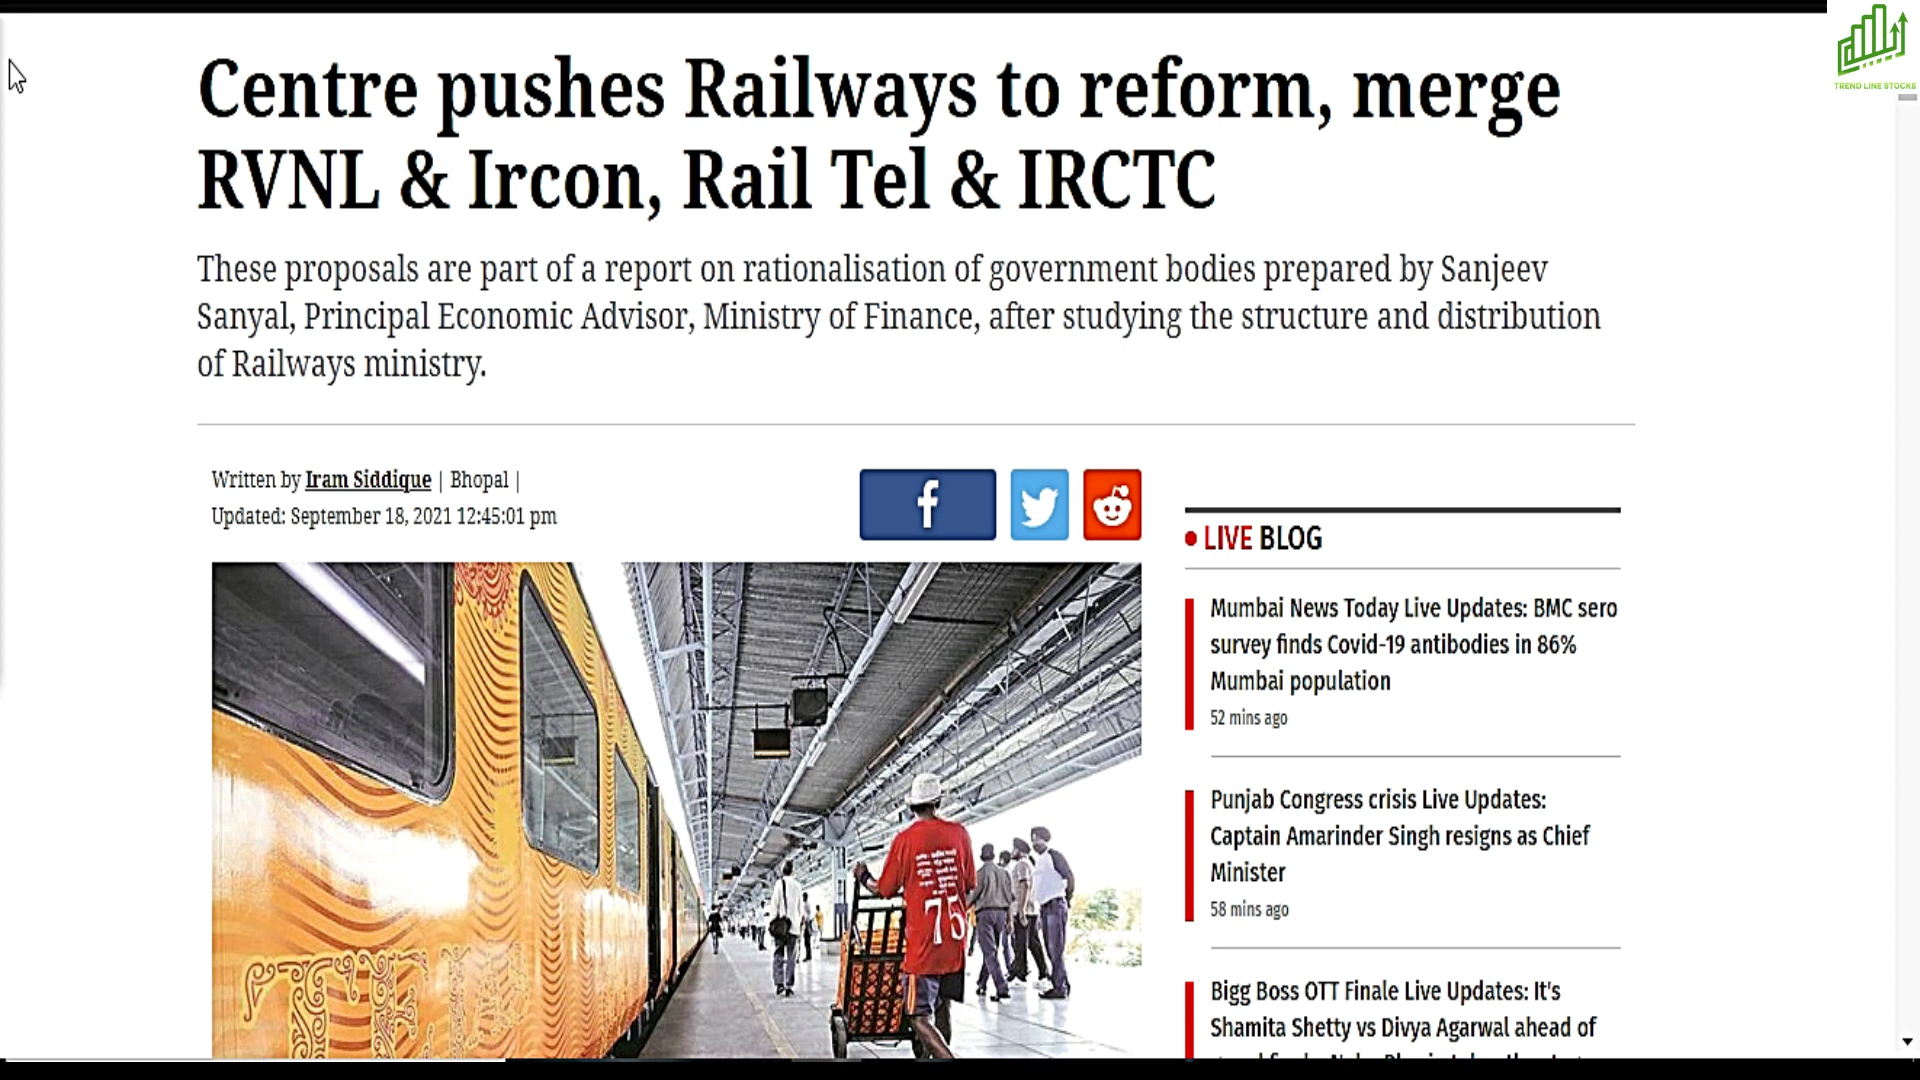 TREND LINE STOCKS
Centre pushes Railways to reform, merge
RVNL & Ircon, Rail Tel & IRCTC
These proposals are part of a report on rationalisation of government bodies prepared by Sanjeev
Sanyal, Principal Economic Advisor, Ministry of Finance, after studying the structure and distribution
of Railways ministry.
Written by Iram Siddique | Bhopal |
Updated: September 18, 2021 12:45:01 pm
75
LIVE BLOG
Mumbai News Today Live Updates: BMC sero
survey finds Covid-19 antibodies in 86%
Mumbai population
52 mins ago
Punjab Congress crisis Live Updates:
Captain Amarinder Singh resigns as Chief
Minister
58 mins ago
Bigg Boss OTT Finale Live Updates: It's
Shamita Shetty vs Divya Agarwal ahead of